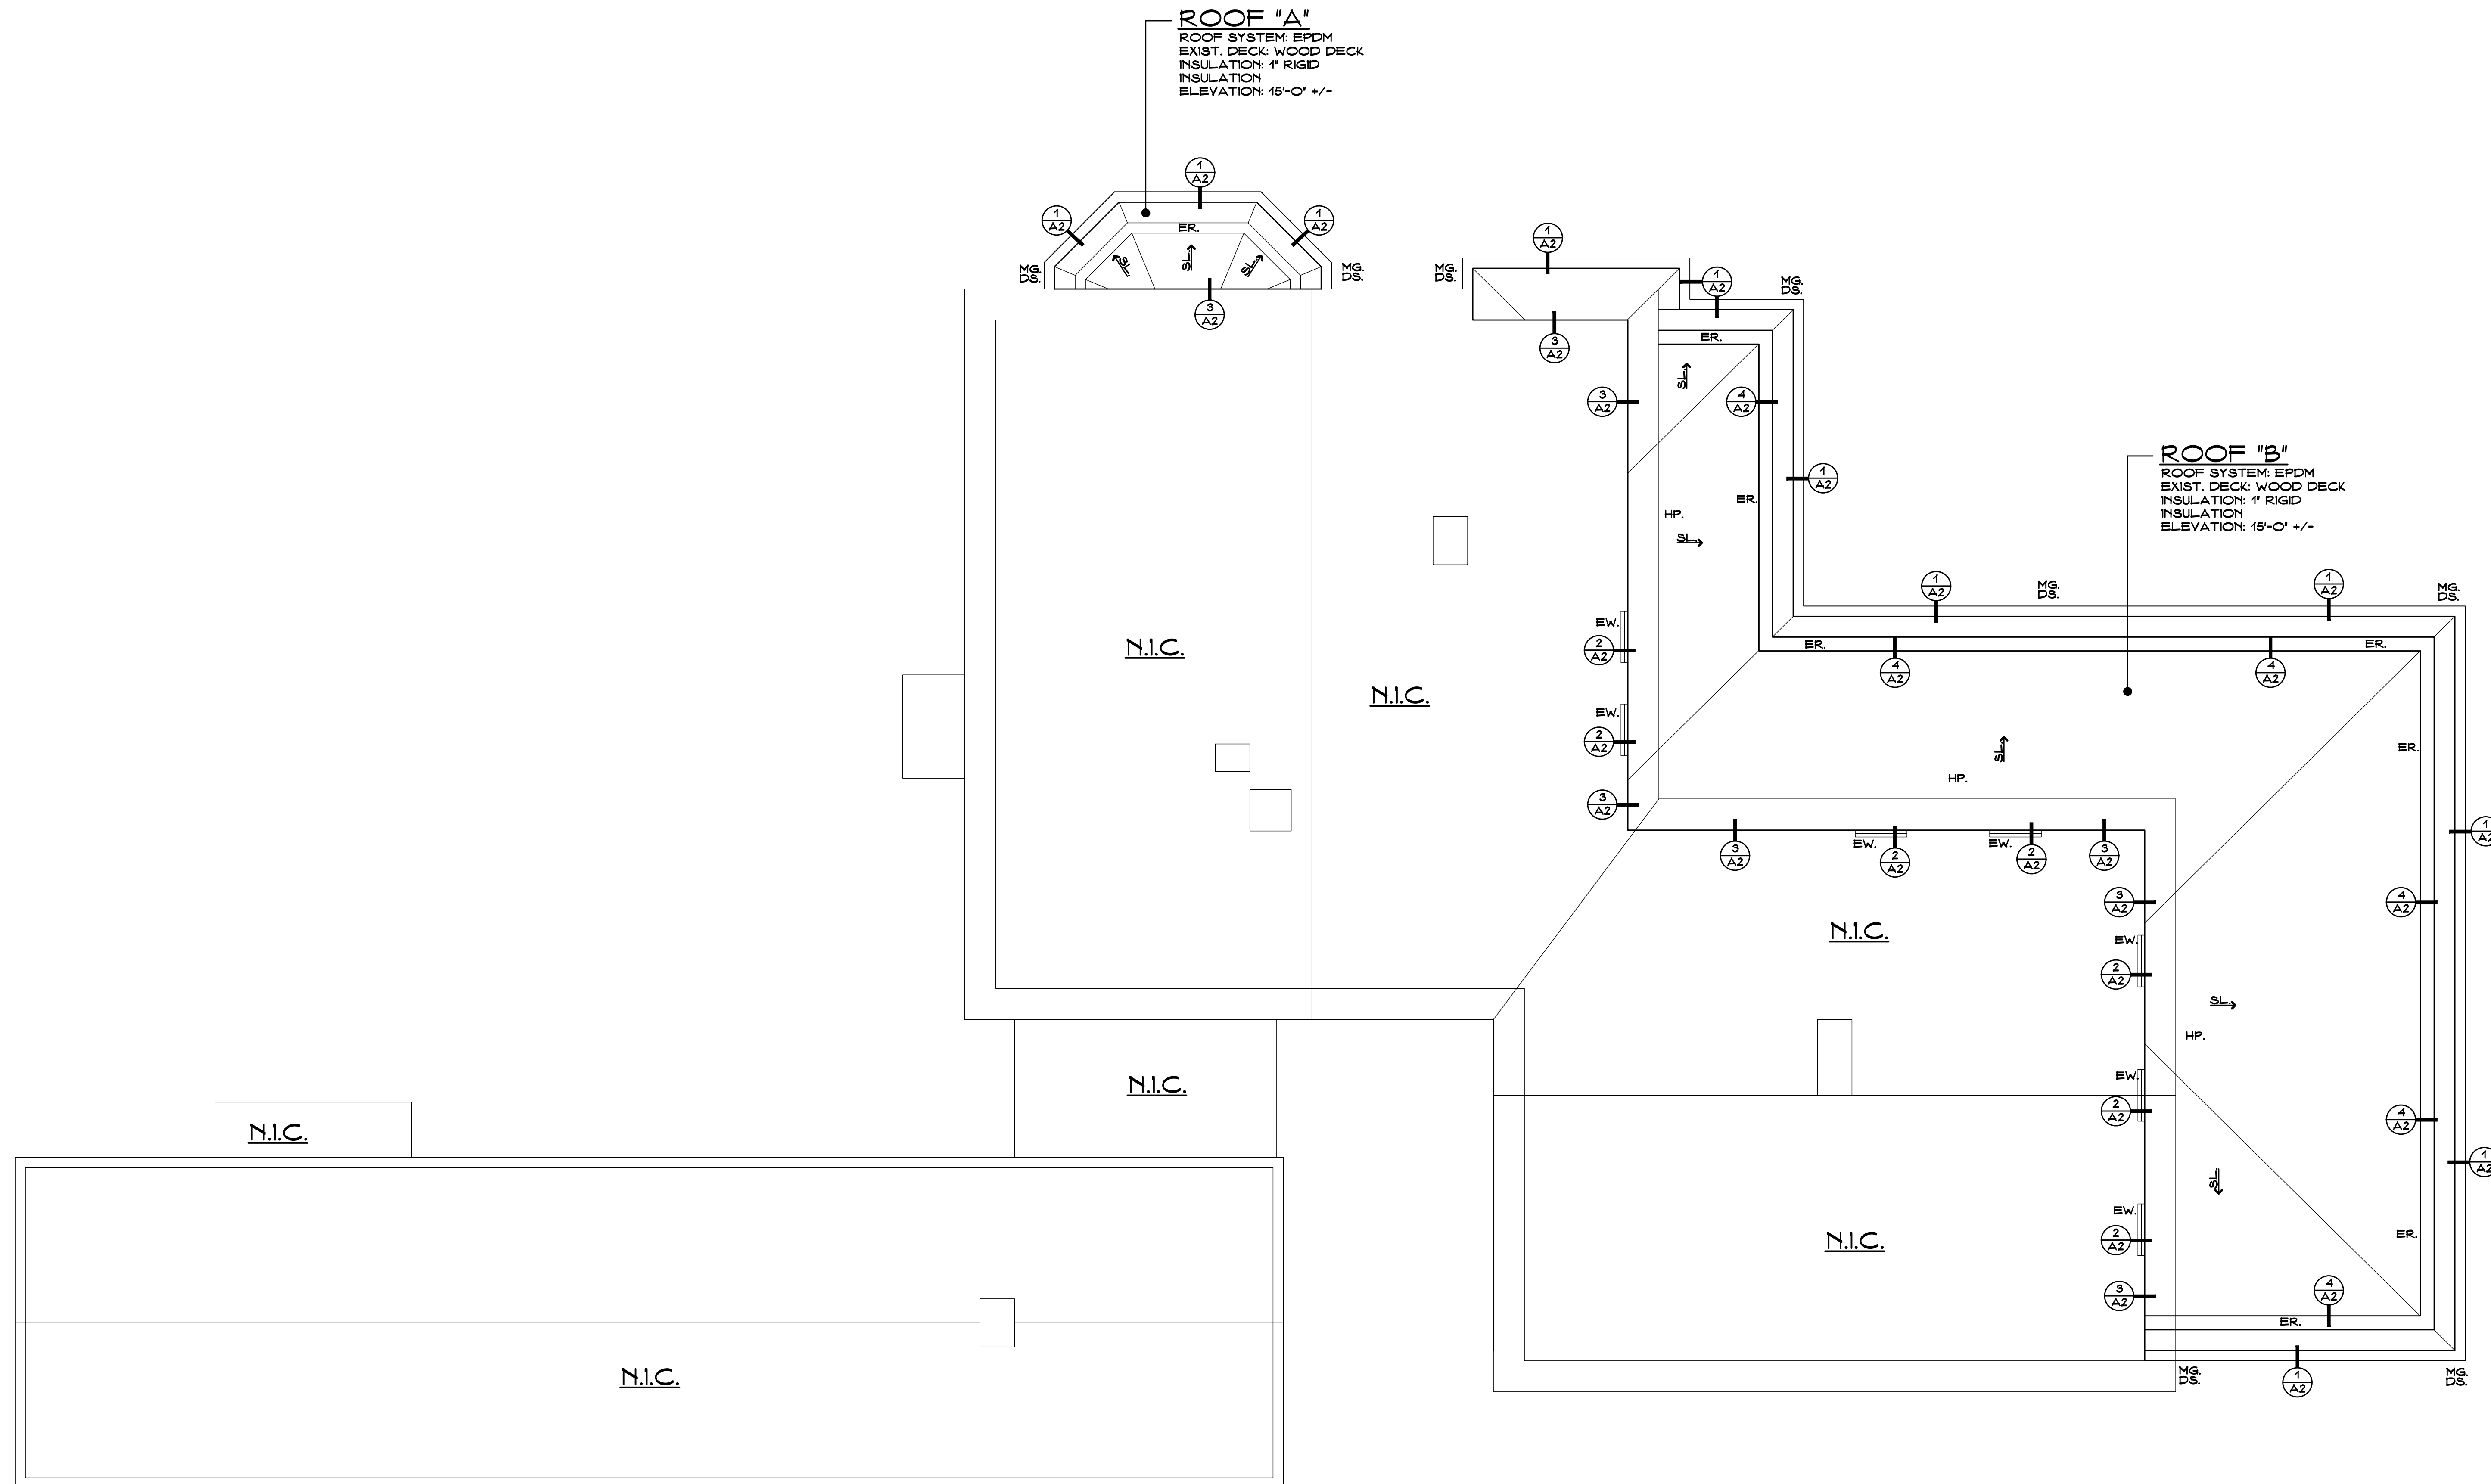 ROOF "A"
ROOF SYSTEM: EPDM
EXIST. DECK: WOOD DECK
INSULATION: 1" RIGID
INSULATION
ELEVATION: 15'-0" +/-
1
A2
1
A2
1
A2
ER.
SL.
SL.
SL.
MG.
DS.
MG.
DS.
3
A2
1
A2
MG.
DS.
1
A2
MG.
DS.
3
A2
ER.
SL.
3
A2
4
A2
ROOF "B"
ROOF SYSTEM: EPDM
EXIST. DECK: WOOD DECK
INSULATION: 1" RIGID
INSULATION
ELEVATION: 15'-0" +/-
1
A2
ER.
HP.
SL.
1
A2
MG.
DS.
1
A2
MG.
DS.
EW.
2
A2
N.I.C.
ER.
ER.
4
A2
4
A2
N.I.C.
EW.
2
A2
SL.
ER.
HP.
3
A2
1
A2
3
A2
EW.
2
A2
EW.
2
A2
3
A2
3
A2
4
A2
N.I.C.
EW.
2
A2
SL.
HP.
N.I.C.
EW.
2
A2
4
A2
N.I.C.
1
A2
SL.
EW.
2
A2
N.I.C.
ER.
3
A2
4
A2
ER.
N.I.C.
MG.
DS.
1
A2
MG.
DS.